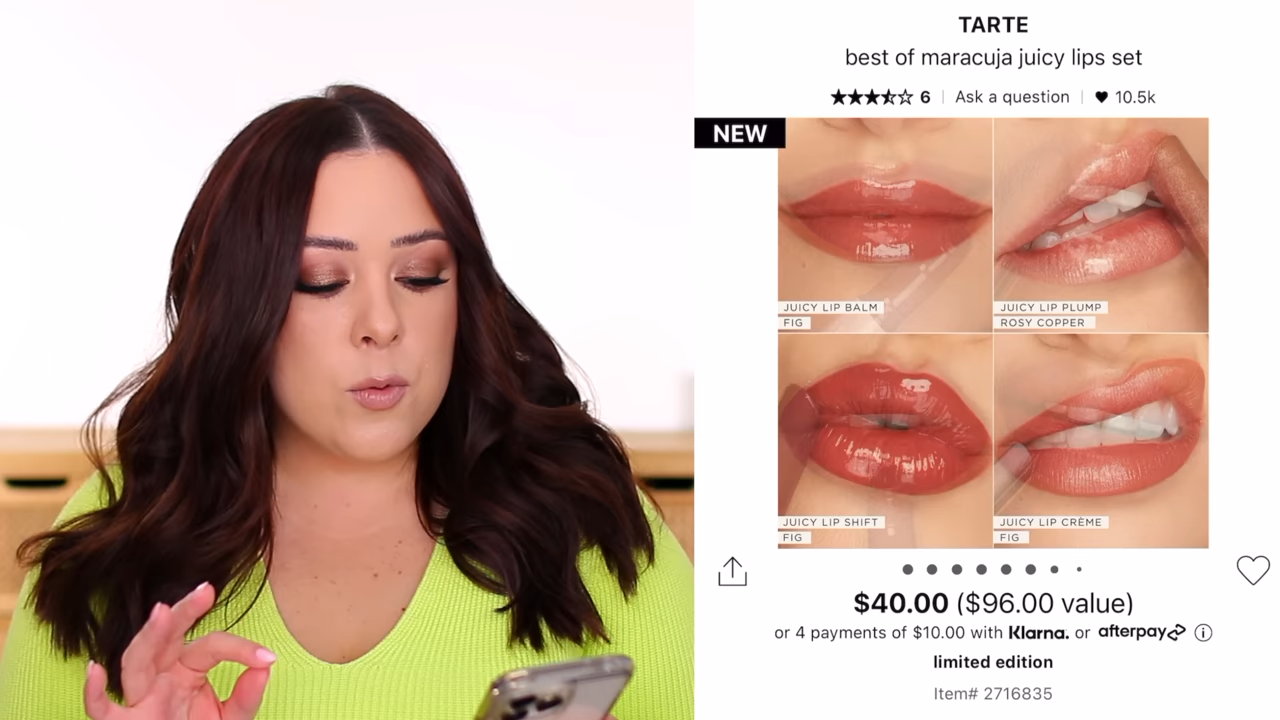 TARTE
best of maracuja juicy lips set
6 | Ask a question | 10.5k
NEW
JUICY LIP BALM
FIG
JUICY LIP PLUMP
ROSY COPPER
JUICY LIP SHIFT
FIG
JUICY LIP CRÈME
FIG
$40.00 ($96.00 value)
or 4 payments of $10.00 with Klarna. or afterpay
limited edition
Item# 2716835